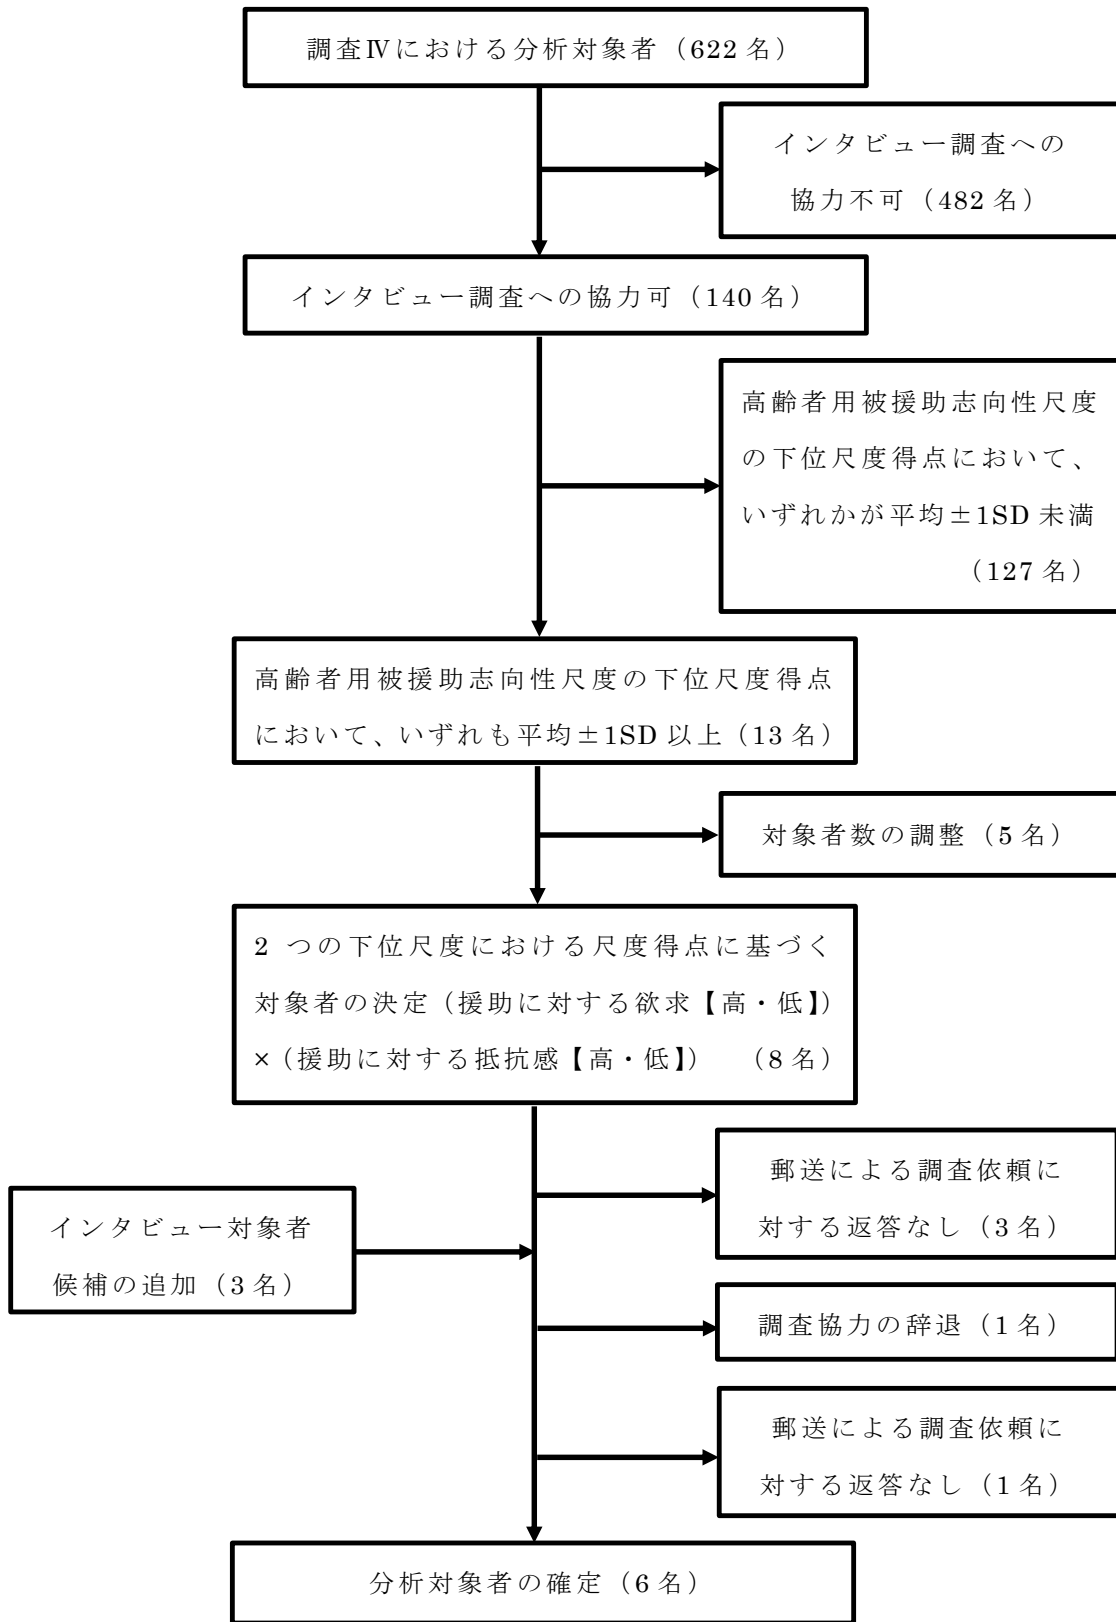 調査Ⅳにおける分析対象者（622名）
インタビュー調査への
協力不可（482名）
インタビュー調査への協力可（140名）
高齢者用被援助志向性尺度
の下位尺度得点において、
いずれかが平均±1SD未満
（127名）
高齢者用被援助志向性尺度の下位尺度得点
において、いずれも平均±1SD以上（13名）
対象者数の調整（5名）
2 つの下位尺度における尺度得点に基づく
対象者の決定（援助に対する欲求【高・低】）
×（援助に対する抵抗感【高・低】）　（8名）
郵送による調査依頼に
対する返答なし（3名）
インタビュー対象者
候補の追加（3名）
調査協力の辞退（1名）
郵送による調査依頼に
対する返答なし（1名）
分析対象者の確定（6名）